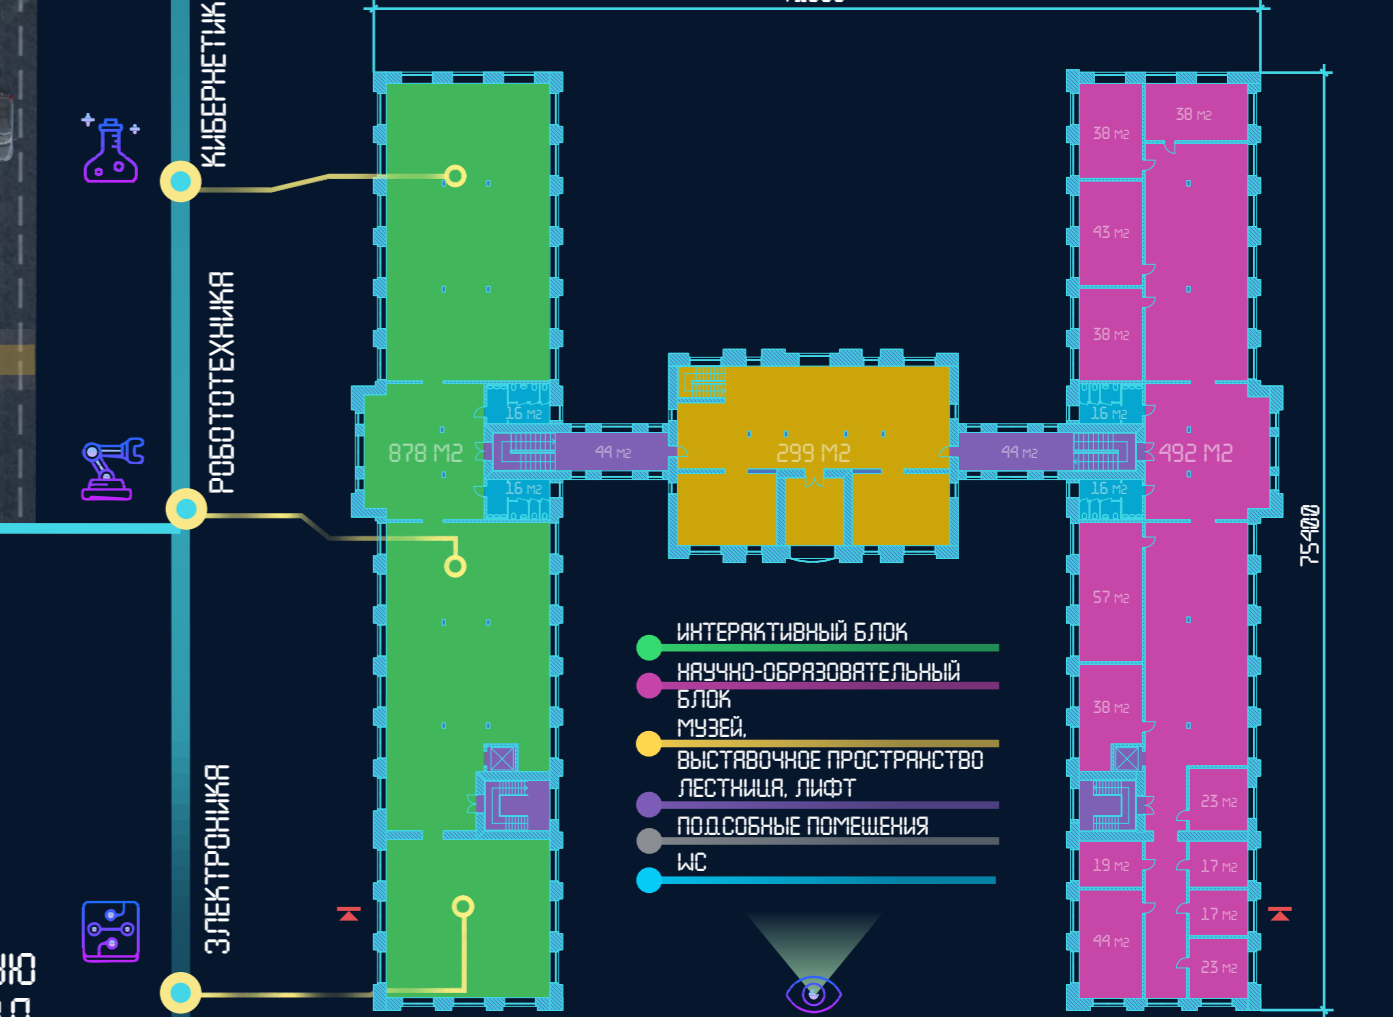 КИБЕРНЕТИК
РОБОТОТЕХНИКА
ЭЛЕКТРОНИКА
38 М2
38 М2
43 М2
38 М2
16 М2
16 М2
878 М2
44 М2
299 М2
44 М2
492 М2
16 М2
16 М2
75400
57 М2
38 М2
23 М2
19 М2
17 М2
17 М2
44 М2
23 М2
ИНТЕРАКТИВНЫЙ БЛОК
НАУЧНО-ОБРАЗОВАТЕЛЬНЫЙ
БЛОК
МУЗЕЙ,
ВЫСТАВОЧНОЕ ПРОСТРАНСТВО
ЛЕСТНИЦА, ЛИФТ
ПОДСОБНЫЕ ПОМЕЩЕНИЯ
WC